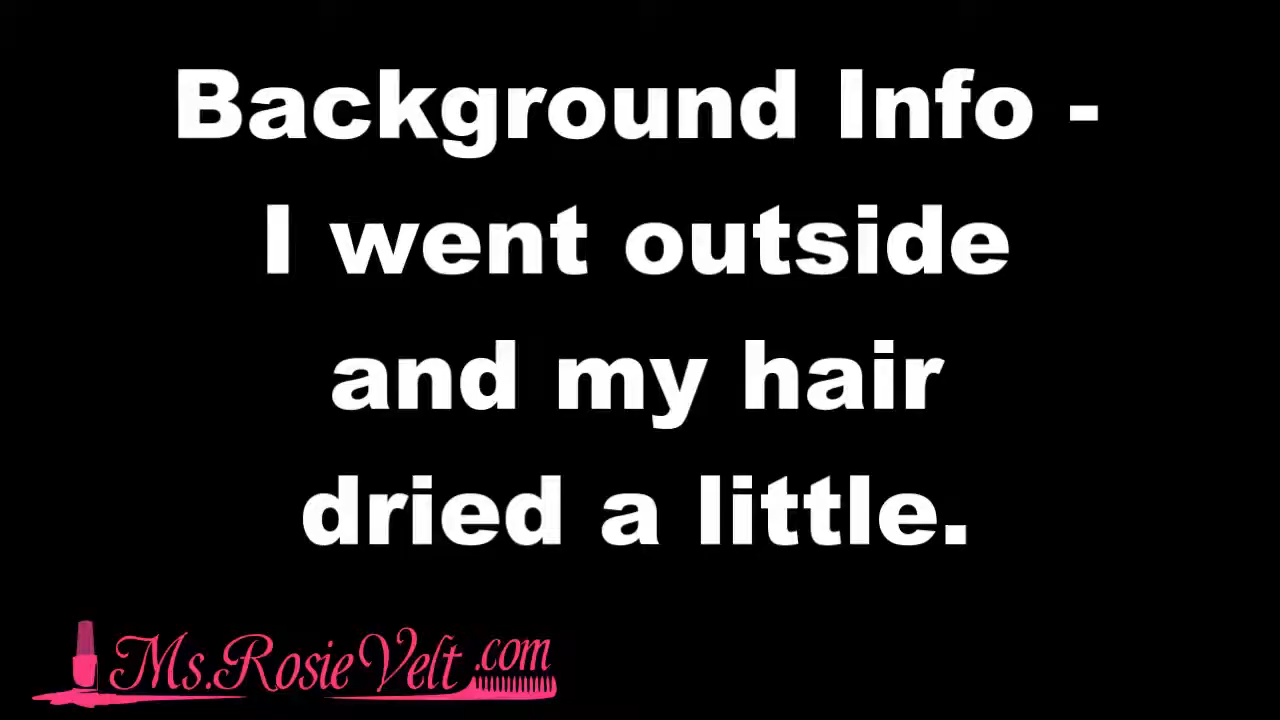 Background Info -
I went outside
and my hair
dried a little.
Ms.RosieVelt.com